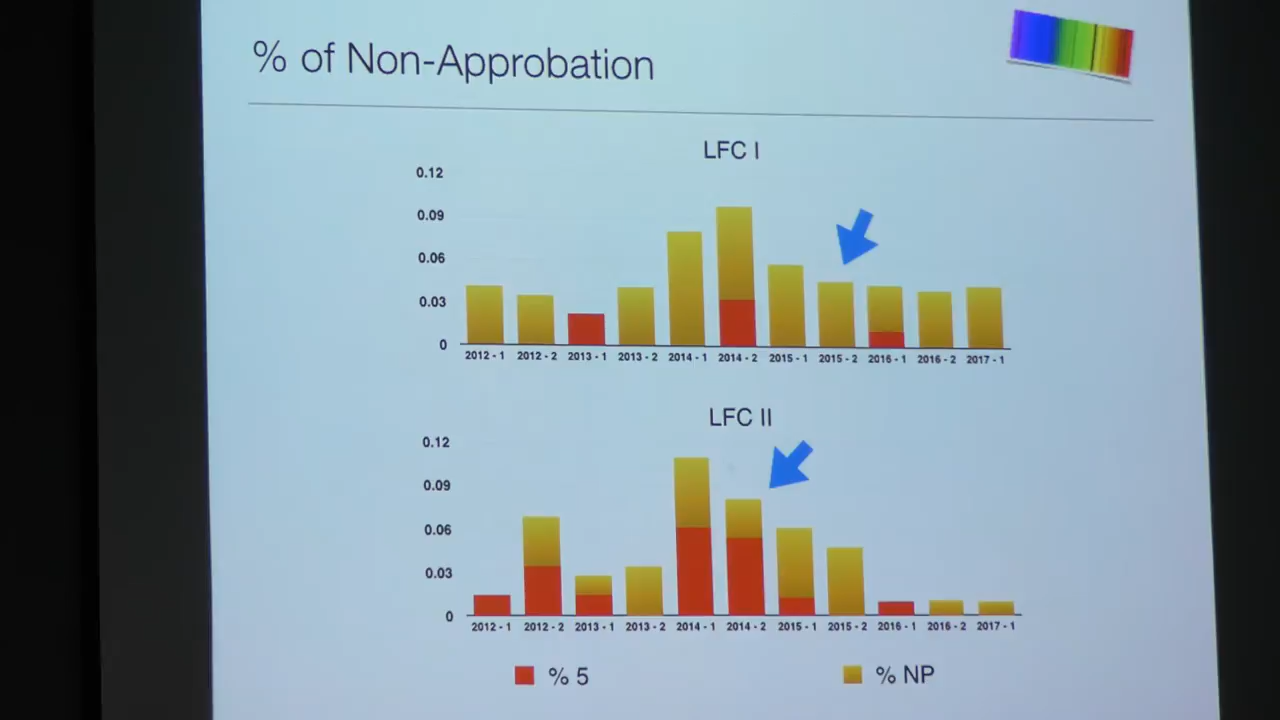 % of Non-Approbation
LFC I
0.12
0.09
0.06
0.03
0
2012 - 1 2012 - 2 2013 - 1 2013 - 2 2014 - 1 2014 - 2 2015 - 1 2015 - 2 2016 - 1 2016 - 2 2017 - 1
LFC II
0.12
0.09
0.06
0.03
0
2012 - 1 2012 - 2 2013 - 1 2013 - 2 2014 - 1 2014 - 2 2015 - 1 2015 - 2 2016 - 1 2016 - 2 2017 - 1
% 5 % NP